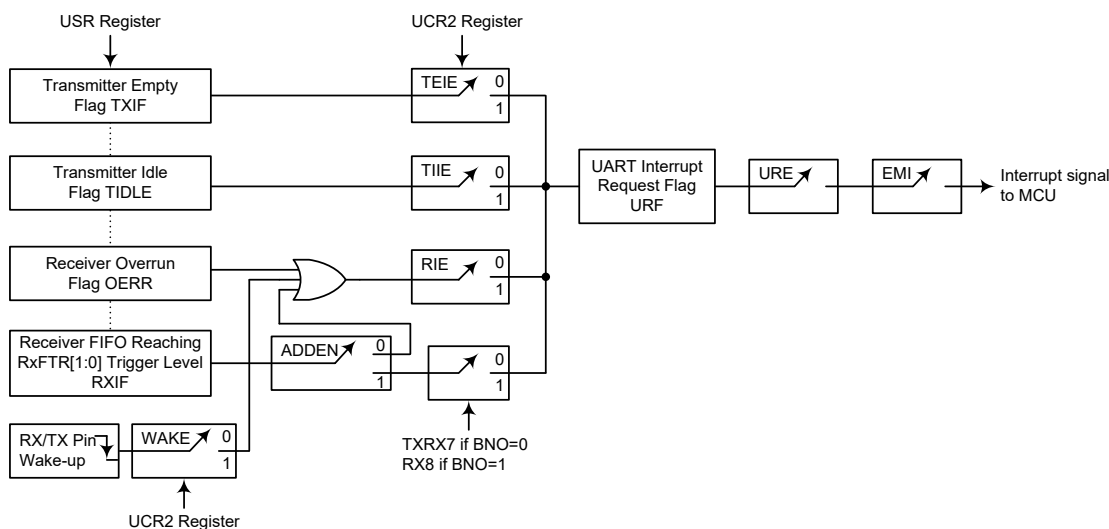 USR Register
UCR2 Register
Transmitter Empty
Flag TXIF
TEIE
0
1
Transmitter Idle
Flag TIDLE
TIIE
0
1
UART Interrupt
Request Flag
URF
URE
EMI
Interrupt signal
to MCU
Receiver Overrun
Flag OERR
RIE
0
1
Receiver FIFO Reaching
RxFTR[1:0] Trigger Level
RXIF
ADDEN
0
1
0
1
TXRX7 if BNO=0
RX8 if BNO=1
RX/TX Pin
Wake-up
WAKE
0
1
UCR2 Register